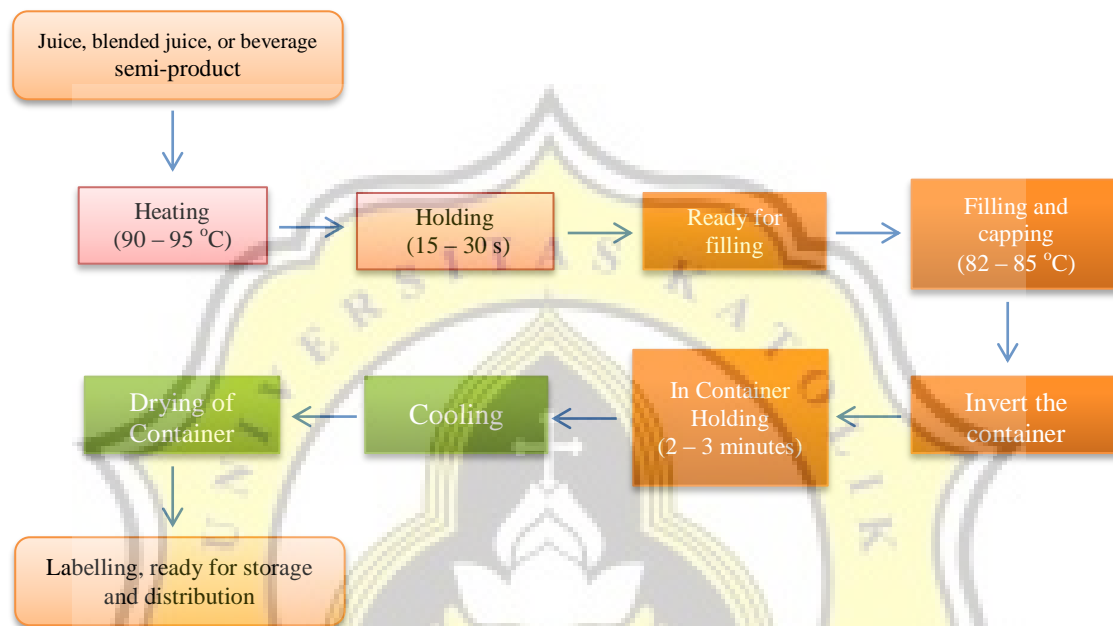 Juice, blended juice, or beverage
semi-product
Heating
(90 – 95 °C)
Holding
(15 – 30 s)
Ready for
filling
Filling and
capping
(82 – 85 °C)
Invert the
container
In Container
Holding
(2 – 3 minutes)
Cooling
Drying of
Container
Labelling, ready for storage
and distribution
UNIVERSITAS KATOLIK